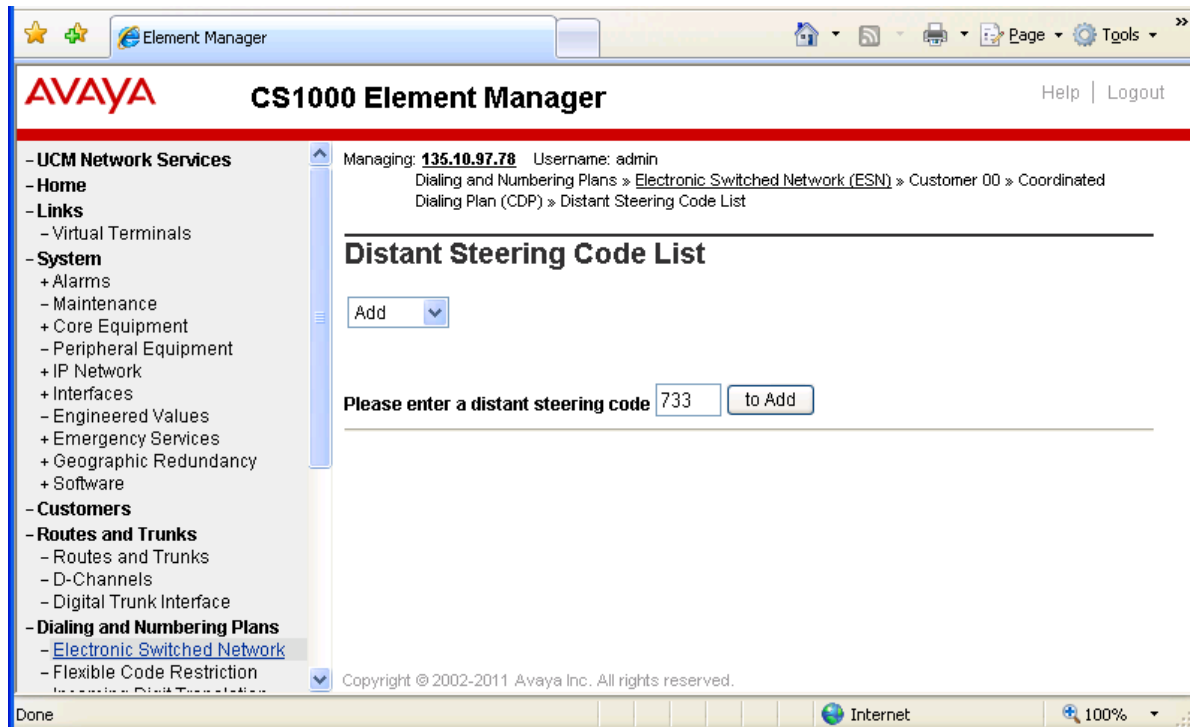 Element Manager
Page
Tools
»
AVAYA
CS1000 Element Manager
Help | Logout
– UCM Network Services
– Home
– Links
– Virtual Terminals
– System
+ Alarms
– Maintenance
+ Core Equipment
– Peripheral Equipment
+ IP Network
+ Interfaces
– Engineered Values
+ Emergency Services
+ Geographic Redundancy
+ Software
– Customers
– Routes and Trunks
– Routes and Trunks
– D-Channels
– Digital Trunk Interface
– Dialing and Numbering Plans
– Electronic Switched Network
– Flexible Code Restriction
Managing: 135.10.97.78 Username: admin
Dialing and Numbering Plans » Electronic Switched Network (ESN) » Customer 00 » Coordinated
Dialing Plan (CDP) » Distant Steering Code List
Distant Steering Code List
Add
Please enter a distant steering code 733 to Add
Copyright © 2002-2011 Avaya Inc. All rights reserved.
Done
Internet
100%